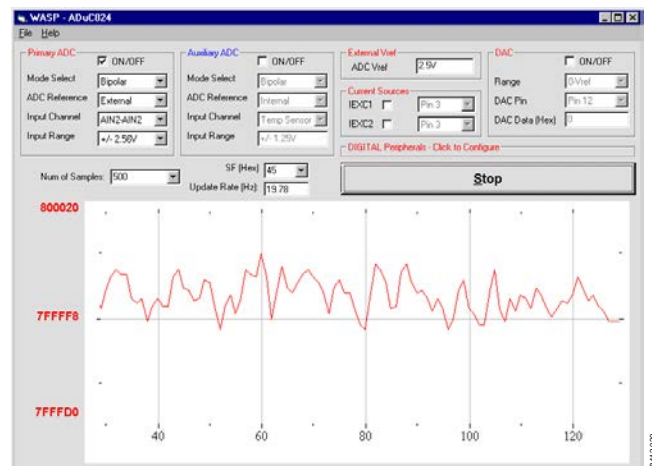 WASP - ADuC824
File Help
Primary ADC
ON/OFF
Mode Select Bipolar
ADC Reference External
Input Channel AIN2-AIN2
Input Range +/- 2.56V
Auxiliary ADC
ON/OFF
Mode Select Bipolar
ADC Reference Internal
Input Channel Temp Sensor
Input Range +/- 1.25V
External Vref
ADC Vref 2.5V
Current Sources
IEXC1 Pin 3
IEXC2 Pin 3
DAC
ON/OFF
Range 0-Vref
DAC Pin Pin 12
DAC Data (Hex) 0
DIGITAL Peripherals - Click to Configure
Num of Samples: 500
SF (Hex) 45
Update Rate (Hz) 19.78
Stop
800020
7FFFF8
7FFFD0
40 60 80 100 120